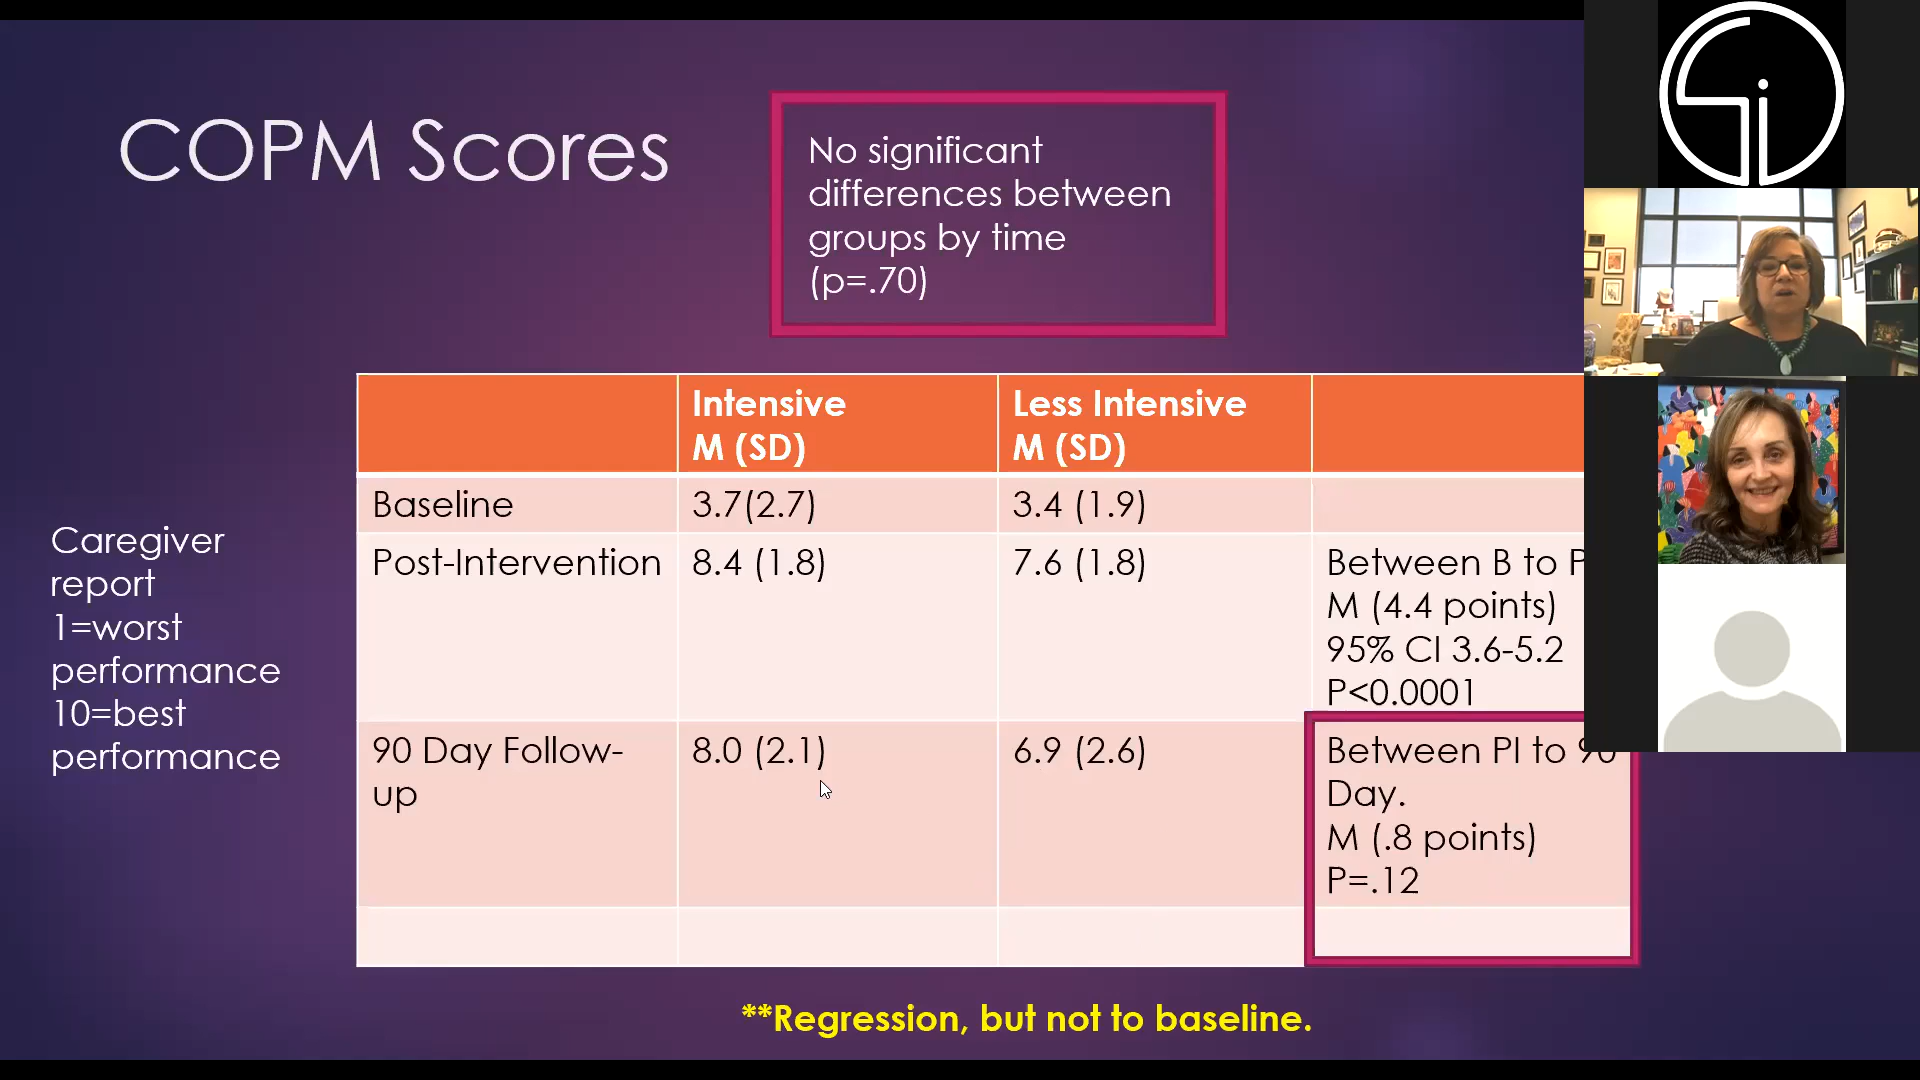 COPM Scores
No significant
differences between
groups by time
(p=.70)
Caregiver
report
1=worst
performance
10=best
performance
Intensive
M (SD)
Less Intensive
M (SD)
Baseline
3.7(2.7)
3.4 (1.9)
Post-Intervention
8.4 (1.8)
7.6 (1.8)
Between B to P
M (4.4 points)
95% CI 3.6-5.2
P<0.0001
90 Day Follow-
up
8.0 (2.1)
6.9 (2.6)
Between PI to 90
Day.
M (.8 points)
P=.12
**Regression, but not to baseline.